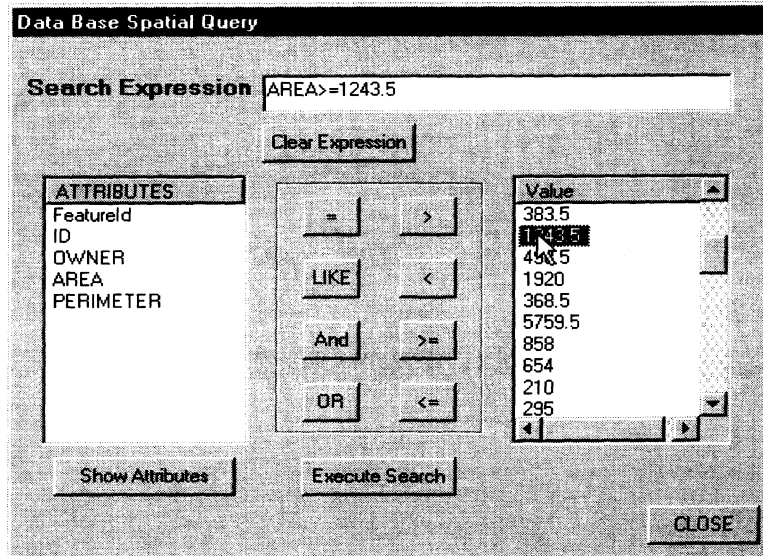 Data Base Spatial Query
Search Expression AREA>=1243.5
Clear Expression
ATTRIBUTES
FeatureId
ID
OWNER
AREA
PERIMETER
= >
LIKE <
And >=
OR <=
Value
383.5
1920
368.5
5759.5
858
654
210
295
Show Attributes Execute Search
CLOSE